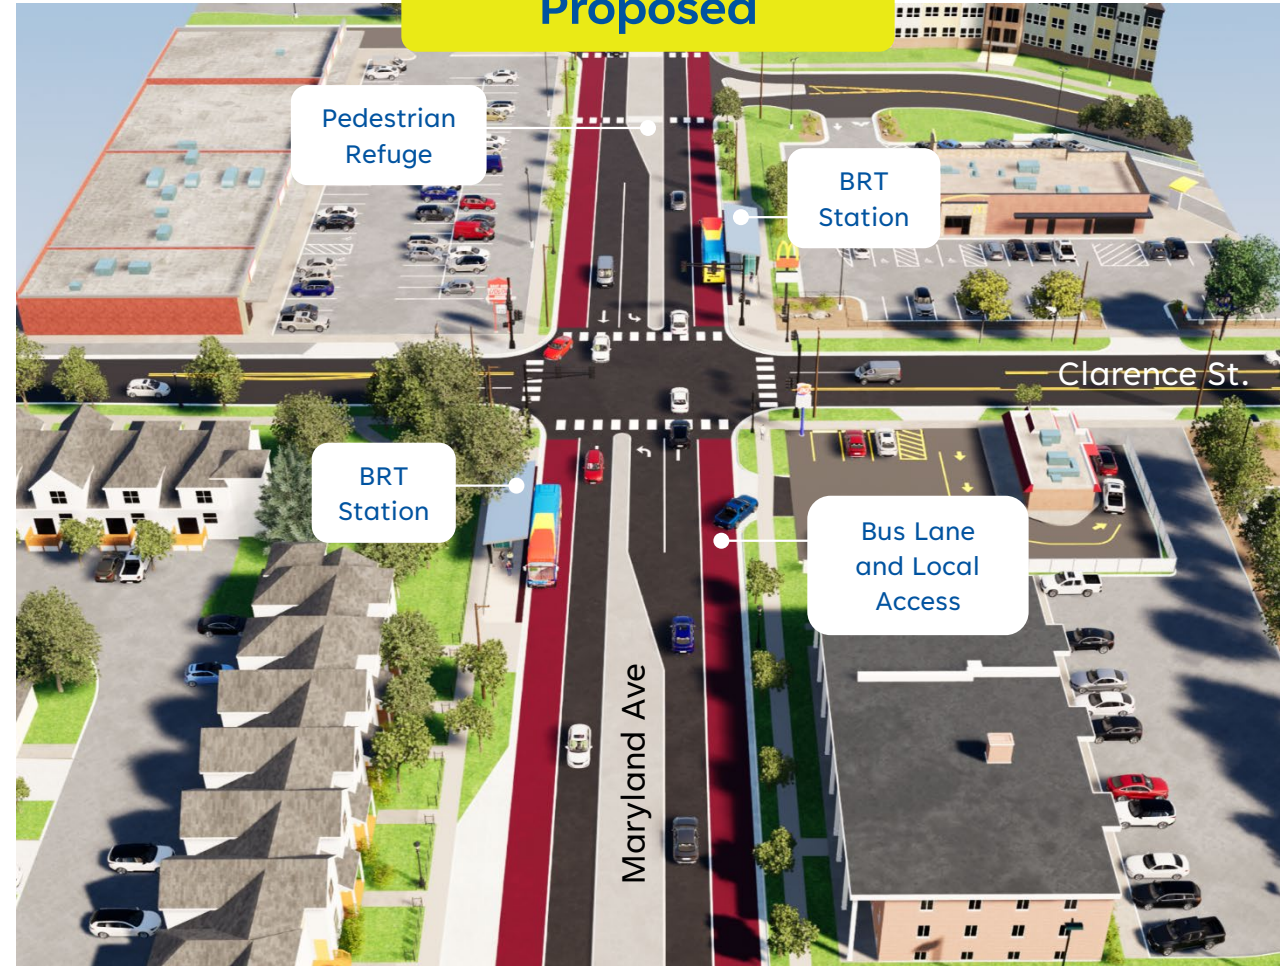 Proposed
Pedestrian
Refuge
BRT
Station
Clarence St.
BRT
Station
Bus Lane
and Local
Access
Maryland Ave